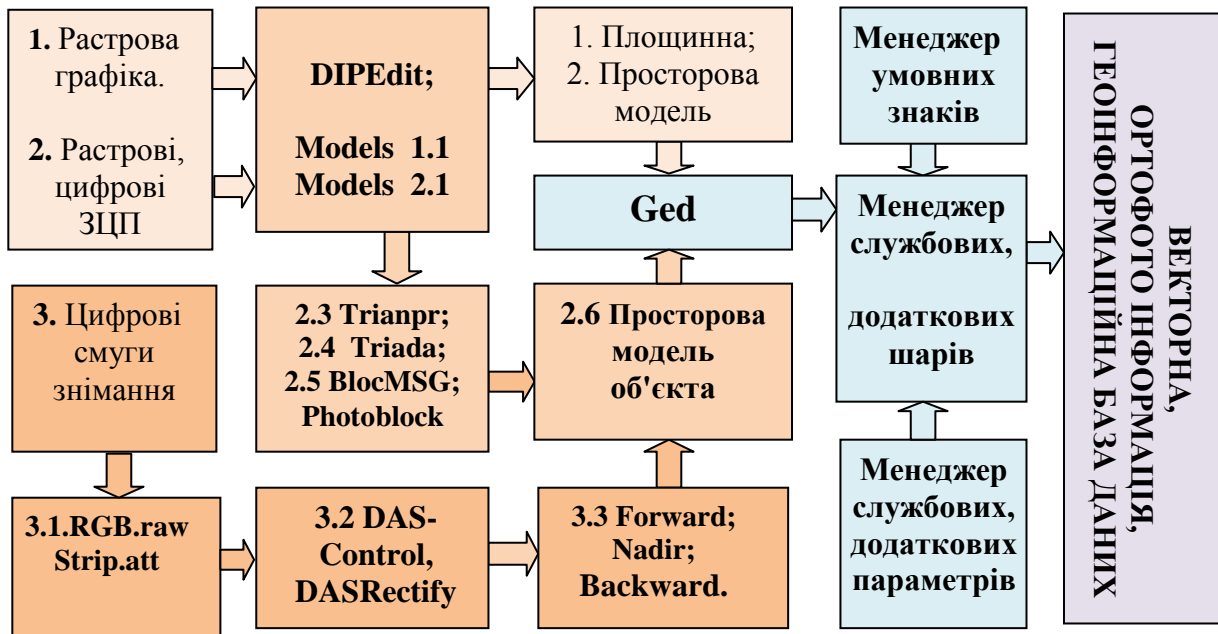 1. Растрова
графіка.
2. Растрові,
цифрові
ЗЦП
DIPEdit;
Models 1.1
Models 2.1
1. Площинна;
2. Просторова
модель
Менеджер
умовних
знаків
Ged
Менеджер
службових,
додаткових
шарів
3. Цифрові
смуги
знімання
2.3 Trianpr;
2.4 Triada;
2.5 BlocMSG;
Photoblock
2.6 Просторова
модель
об'єкта
3.1.RGB.raw
Strip.att
3.2 DAS-
Control,
DASRectify
3.3 Forward;
Nadir;
Backward.
Менеджер
службових,
додаткових
параметрів
ВЕКТОРНА,
ОРТОФОТО ІНФОРМАЦІЯ,
ГЕОІНФОРМАЦІЙНА БАЗА ДАНИХ